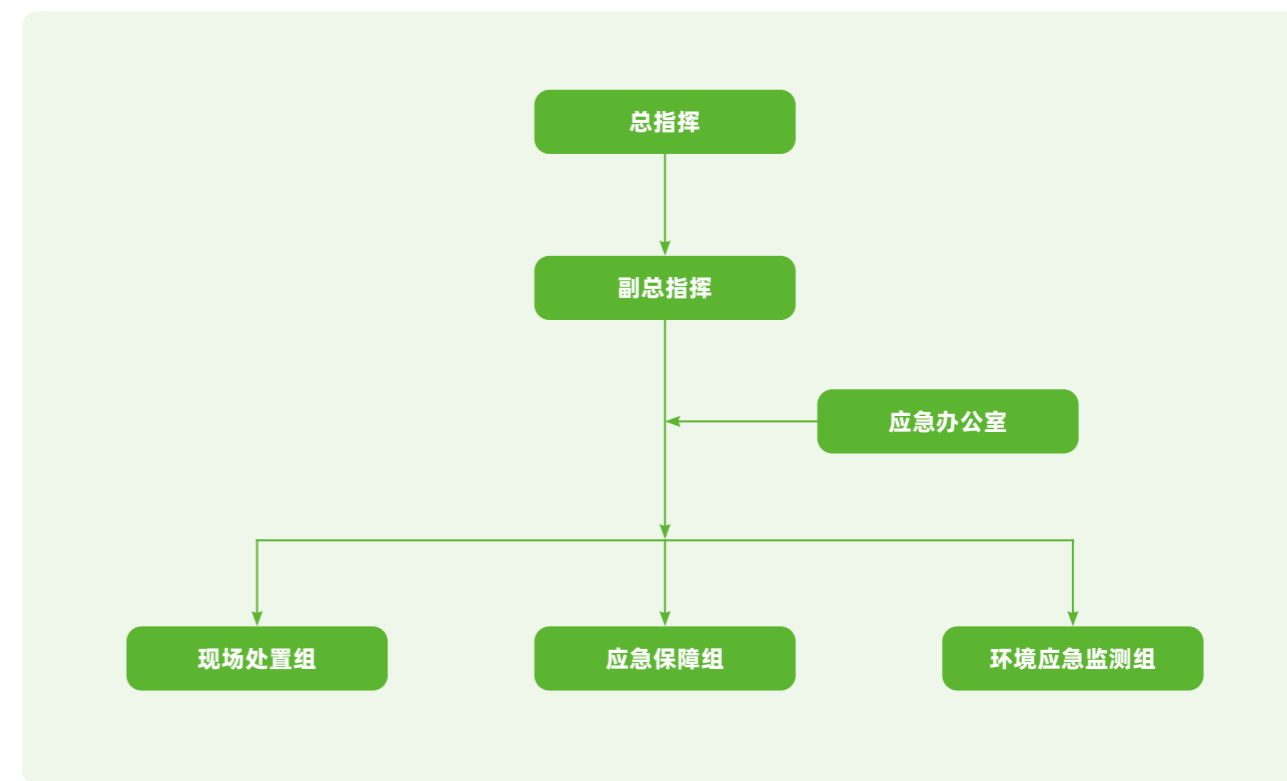 总指挥
副总指挥
应急办公室
现场处置组
应急保障组
环境应急监测组